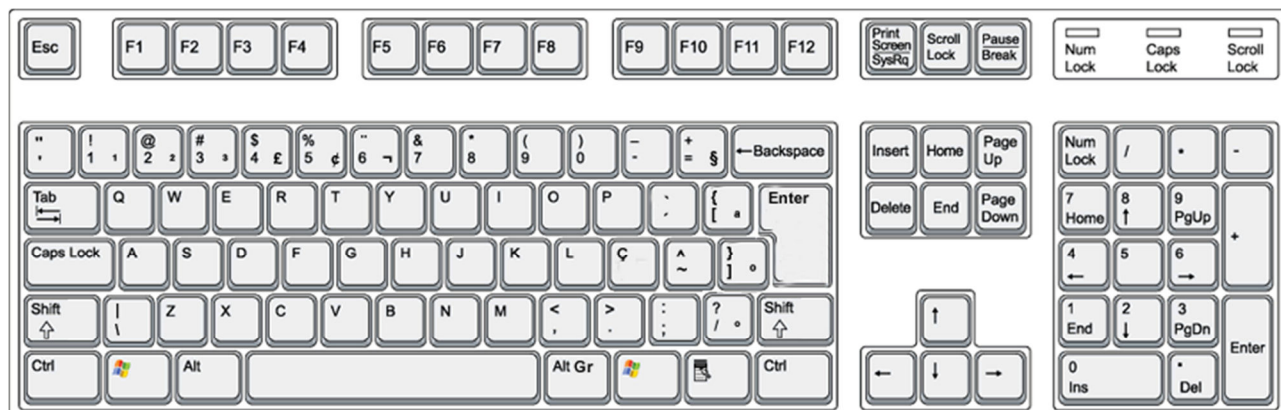 Esc F1 F2 F3 F4 F5 F6 F7 F8 F9 F10 F11 F12 Print Screen SysRq Scroll Lock Pause Break Num Lock Caps Lock Scroll Lock
" ' ! 1 ¹ @ 2 ² # 3 ³ $ 4 £ % 5 ¢ ¨ 6 ¬ & 7 * 8 ( 9 ) 0 _ - + = § ←Backspace Insert Home Page Up Num Lock / * -
Tab Q W E R T Y U I O P ` ´ { [ ª Enter Delete End Page Down 7 Home 8 ↑ 9 PgUp +
Caps Lock A S D F G H J K L Ç ^ ~ } ] º 4 ← 5 6 →
Shift | \ Z X C V B N M < , > . : ; ? / ° Shift ↑ 1 End 2 ↓ 3 PgDn Enter
Ctrl Alt Alt Gr Ctrl ← ↓ → 0 Ins . Del